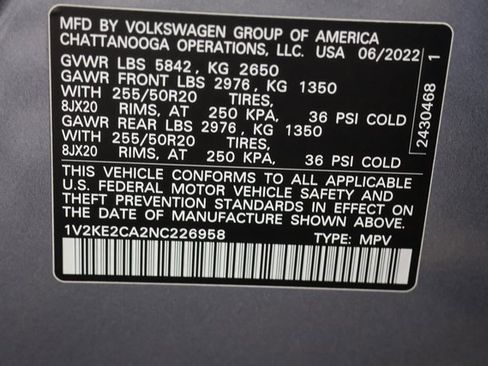 MFD BY VOLKSWAGEN GROUP OF AMERICA
CHATTANOOGA OPERATIONS, LLC. USA 06/2022
GVWR LBS 5842, KG 2650
GAWR FRONT LBS 2976, KG 1350
WITH 255/50R20 TIRES,
8JX20 RIMS, AT 250 KPA, 36 PSI COLD
GAWR REAR LBS 2976, KG 1350
WITH 255/50R20 TIRES,
8JX20 RIMS, AT 250 KPA, 36 PSI COLD
THIS VEHICLE CONFORMS TO ALL APPLICABLE
U.S. FEDERAL MOTOR VEHICLE SAFETY AND
THEFT PREVENTION STANDARDS IN EFFECT ON
THE DATE OF MANUFACTURE SHOWN ABOVE.
1V2KE2CA2NC226958 TYPE: MPV
2430468 1